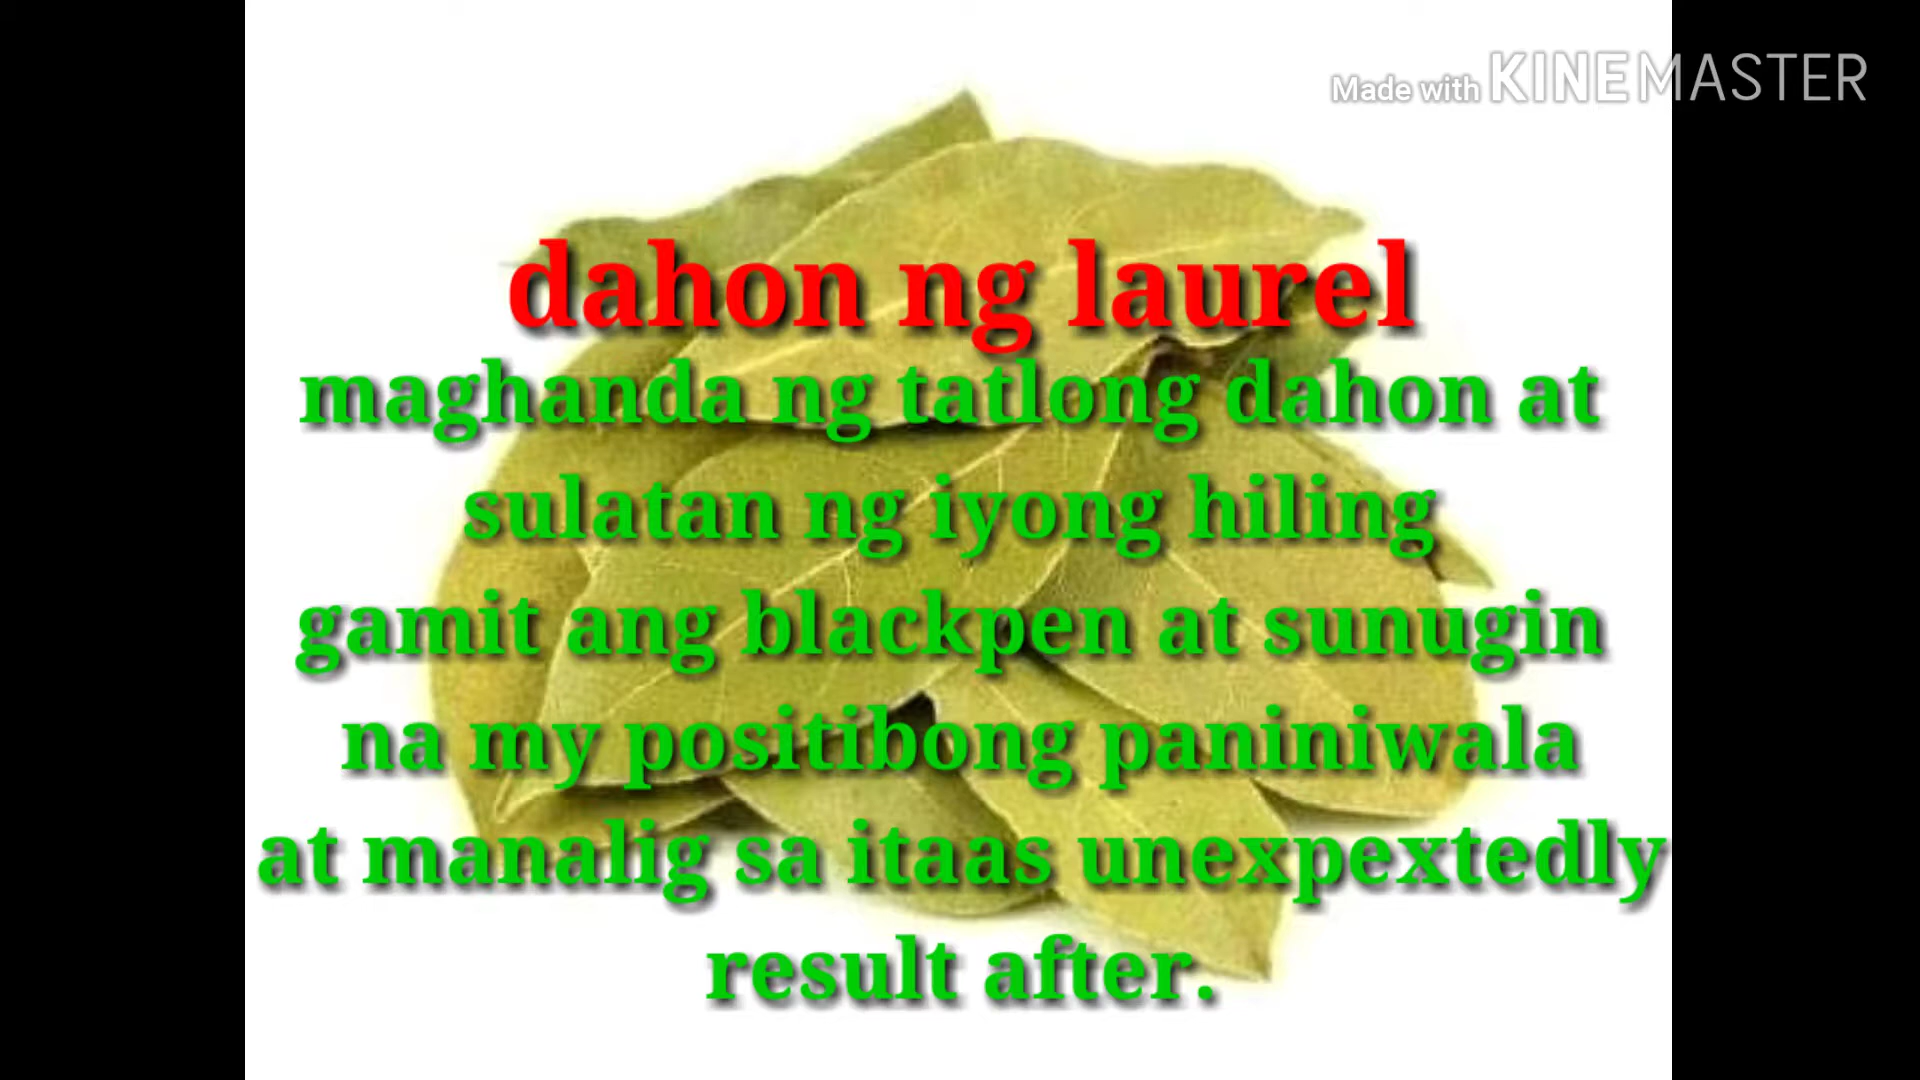 Made with KINEMASTER
dahon ng laurel
maghanda ng tatlong dahon at
sulatan ng iyong hiling
gamit ang blackpen at sunugin
na my positibong paniniwala
at manalig sa itaas unexpextedly
result after.